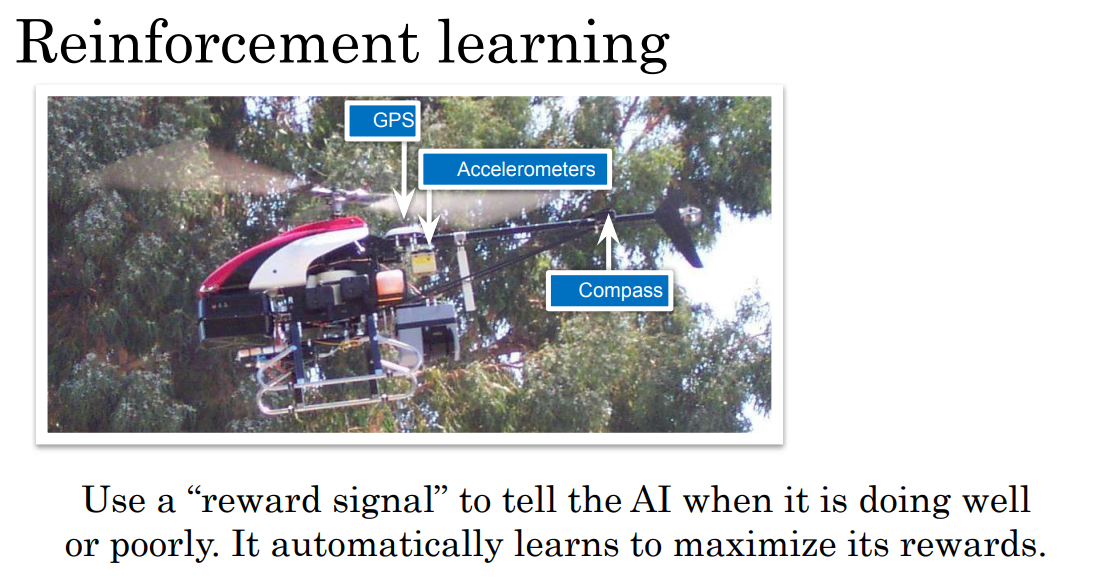 Reinforcement learning
GPS
Accelerometers
Compass
Use a “reward signal” to tell the AI when it is doing well
or poorly. It automatically learns to maximize its rewards.